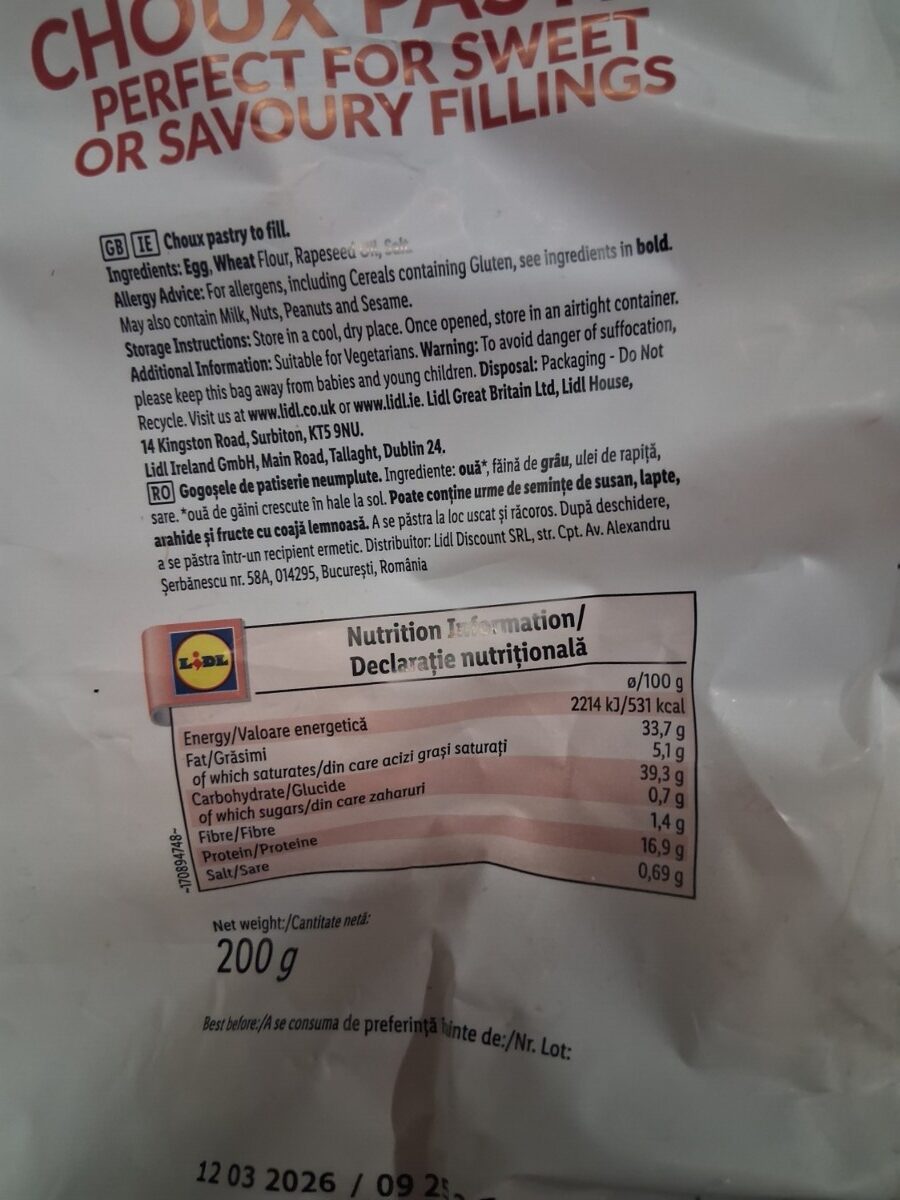 CHOUX PAST
PERFECT FOR SWEET
OR SAVOURY FILLINGS
GB IE Choux pastry to fill.
Ingredients: Egg, Wheat Flour, Rapeseed Oil, Salt.
Allergy Advice: For allergens, including Cereals containing Gluten, see ingredients in bold.
May also contain Milk, Nuts, Peanuts and Sesame.
Storage Instructions: Store in a cool, dry place. Once opened, store in an airtight container.
Additional Information: Suitable for Vegetarians. Warning: To avoid danger of suffocation,
please keep this bag away from babies and young children. Disposal: Packaging - Do Not
Recycle. Visit us at www.lidl.co.uk or www.lidl.ie. Lidl Great Britain Ltd, Lidl House,
14 Kingston Road, Surbiton, KT5 9NU.
Lidl Ireland GmbH, Main Road, Tallaght, Dublin 24.
RO Gogoșele de patiserie neumplute. Ingrediente: ouă*, făină de grâu, ulei de rapiță,
sare. *ouă de găini crescute în hale la sol. Poate conține urme de semințe de susan, lapte,
arahide și fructe cu coajă lemnoasă. A se păstra la loc uscat și răcoros. După deschidere,
a se păstra într-un recipient ermetic. Distribuitor: Lidl Discount SRL, str. Cpt. Av. Alexandru
Șerbănescu nr. 58A, 014295, București, România
LIDL
Nutrition Information/
Declarație nutrițională
ø/100 g
Energy/Valoare energetică 2214 kJ/531 kcal
Fat/Grăsimi 33,7 g
of which saturates/din care acizi grași saturați 5,1 g
Carbohydrate/Glucide 39,3 g
of which sugars/din care zaharuri 0,7 g
Fibre/Fibre 1,4 g
Protein/Proteine 16,9 g
Salt/Sare 0,69 g
~170894748~
Net weight:/Cantitate netă:
200 g
Best before:/A se consuma de preferință înainte de:/Nr. Lot:
12 03 2026 / 09 25